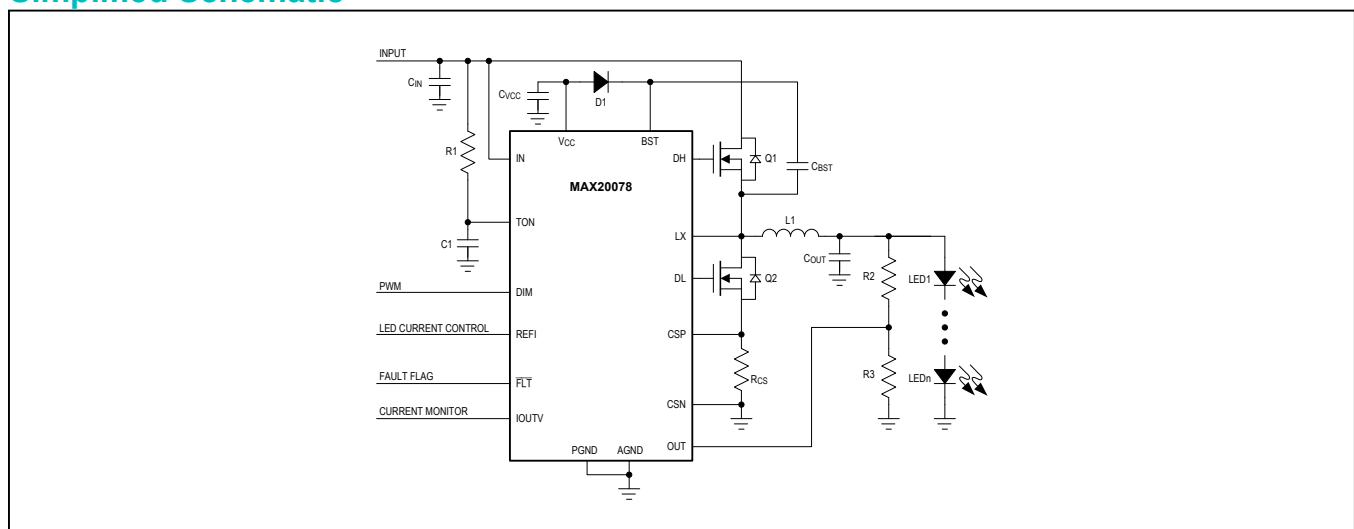 Simplified Schematic
INPUT
CIN
CVCC
D1
R1
VCC
BST
IN
DH
Q1
CBST
MAX20078
TON
C1
LX
L1
COUT
R2
LED1
DL
Q2
PWM
DIM
LED CURRENT CONTROL
REFI
CSP
FAULT FLAG
FLT
RCS
R3
LEDn
CURRENT MONITOR
IOUTV
CSN
OUT
PGND
AGND